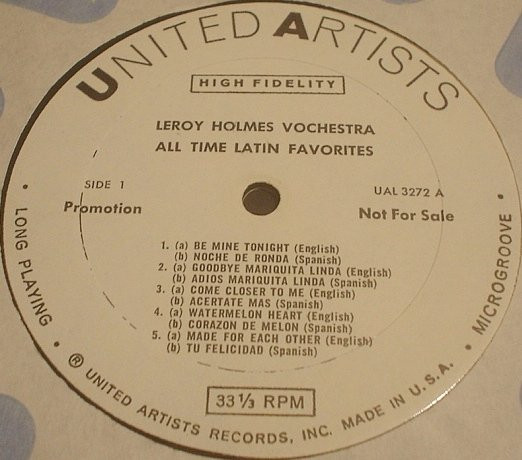 UNITED ARTISTS
HIGH FIDELITY
LEROY HOLMES VOCHESTRA
ALL TIME LATIN FAVORITES
SIDE 1
UAL 3272 A
Promotion
Not For Sale
1. (a) BE MINE TONIGHT (English)
(b) NOCHE DE RONDA (Spanish)
2. (a) GOODBYE MARIQUITA LINDA (English)
(b) ADIOS MARIQUITA LINDA (Spanish)
3. (a) COME CLOSER TO ME (English)
(b) ACERTATE MAS (Spanish)
4. (a) WATERMELON HEART (English)
(b) CORAZON DE MELON (Spanish)
5. (a) MADE FOR EACH OTHER (English)
(b) TU FELICIDAD (Spanish)
33 1/3 RPM
• LONG PLAYING • ® UNITED ARTISTS RECORDS, INC. MADE IN U.S.A. • MICROGROOVE •